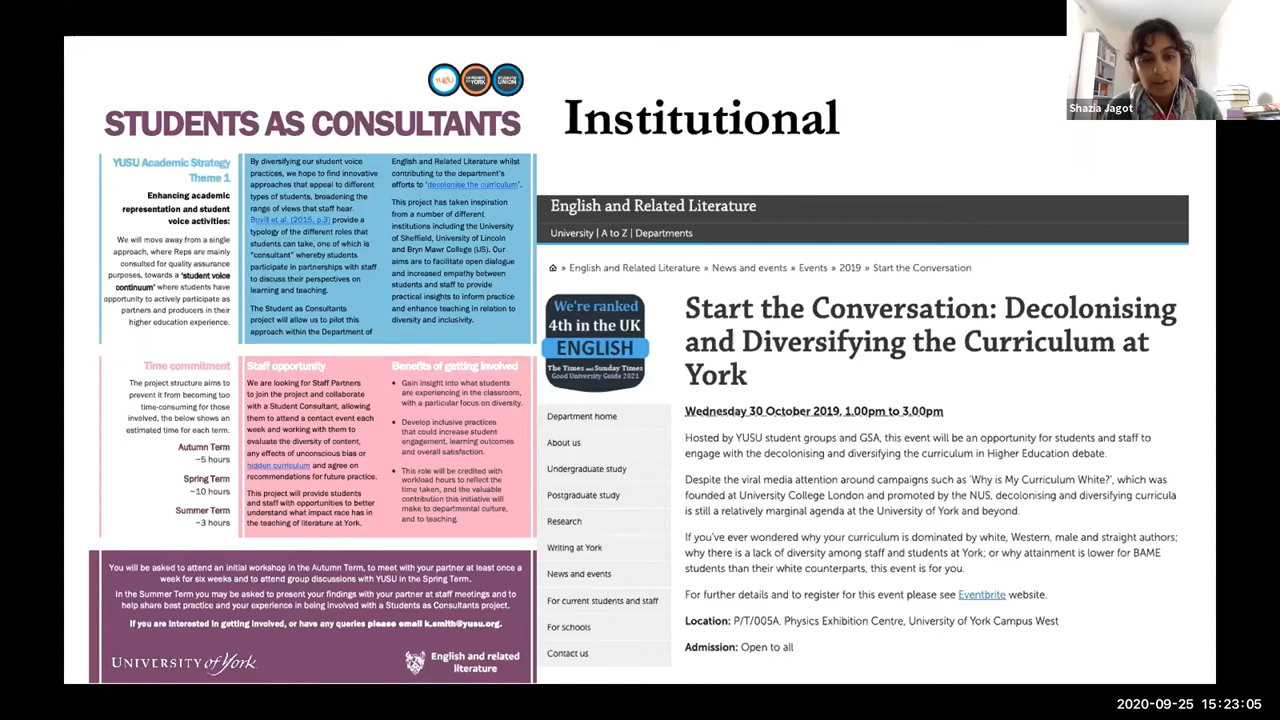 YUSU
UNIVERSITY OF YORK
STUDENTS' UNION
STUDENTS AS CONSULTANTS
Institutional
Shazia Jagot
YUSU Academic Strategy
Theme 1
Enhancing academic
representation and student
voice activities:
We will move away from a single
approach, where Reps are mainly
consulted for quality assurance
purposes, towards a 'student voice
continuum' where students have
opportunity to actively participate as
partners and producers in their
higher education experience.
By diversifying our student voice
practices, we hope to find innovative
approaches that appeal to different
types of students, broadening the
range of views that staff hear.
Bovill et al. (2015, p.3) provide a
typology of the different roles that
students can take, one of which is
"consultant" whereby students
participate in partnerships with staff
to discuss their perspectives on
learning and teaching.
The Student as Consultants
project will allow us to pilot this
approach within the Department of
English and Related Literature whilst
contributing to the department's
efforts to "decolonise the curriculum".
This project has taken inspiration
from a number of different
institutions including the University
of Sheffield, University of Lincoln
and Bryn Mawr College (US). Our
aims are to facilitate open dialogue
and increased empathy between
students and staff to provide
practical insights to inform practice
and enhance teaching in relation to
diversity and inclusivity.
Time commitment
The project structure aims to
prevent it from becoming too
time-consuming for those
involved, the below shows an
estimated time for each term.
Autumn Term
~5 hours
Spring Term
~10 hours
Summer Term
~3 hours
Staff opportunity
We are looking for Staff Partners
to join the project and collaborate
with a Student Consultant, allowing
them to attend a contact event each
week and working with them to
evaluate the diversity of content,
any effects of unconscious bias or
hidden curriculum and agree on
recommendations for future practice.
This project will provide students
and staff with opportunities to better
understand what impact race has in
the teaching of literature at York.
Benefits of getting involved
• Gain insight into what students
are experiencing in the classroom,
with a particular focus on diversity.
• Develop inclusive practices
that could increase student
engagement, learning outcomes
and overall satisfaction.
• This role will be credited with
workload hours to reflect the
time taken, and the valuable
contribution this initiative will
make to departmental culture,
and to teaching.
You will be asked to attend an initial workshop in the Autumn Term, to meet with your partner at least once a
week for six weeks and to attend group discussions with YUSU in the Spring Term.
In the Summer Term you may be asked to present your findings with your partner at staff meetings and to
help share best practice and your experience in being involved with a Students as Consultants project.
If you are interested in getting involved, or have any queries please email k.smith@yusu.org.
UNIVERSITY of York
English and related
literature
English and Related Literature
University | A to Z | Departments
» English and Related Literature » News and events » Events » 2019 » Start the Conversation
We're ranked
4th in the UK
ENGLISH
The Times and Sunday Times
Good University Guide 2021
Department home
About us
Undergraduate study
Postgraduate study
Research
Writing at York
News and events
For current students and staff
For schools
Contact us
Start the Conversation: Decolonising
and Diversifying the Curriculum at
York
Wednesday 30 October 2019, 1.00pm to 3.00pm
Hosted by YUSU student groups and GSA, this event will be an opportunity for students and staff to
engage with the decolonising and diversifying the curriculum in Higher Education debate.
Despite the viral media attention around campaigns such as 'Why is My Curriculum White?', which was
founded at University College London and promoted by the NUS, decolonising and diversifying curricula
is still a relatively marginal agenda at the University of York and beyond.
If you've ever wondered why your curriculum is dominated by white, Western, male and straight authors;
why there is a lack of diversity among staff and students at York; or why attainment is lower for BAME
students than their white counterparts, this event is for you.
For further details and to register for this event please see Eventbrite website.
Location: P/T/005A, Physics Exhibition Centre, University of York Campus West
Admission: Open to all
2020-09-25 15:23:05